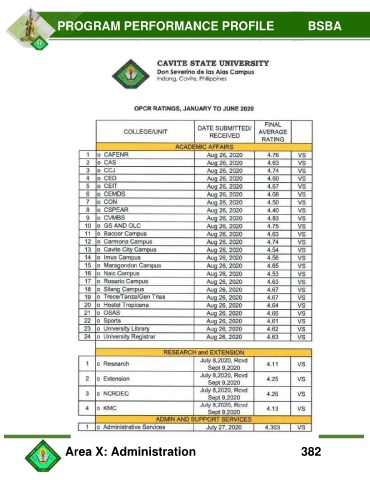 PROGRAM PERFORMANCE PROFILE BSBA
CAVITE STATE UNIVERSITY
Don Severino de las Alas Campus
Indang, Cavite, Philippines
OPCR RATINGS, JANUARY TO JUNE 2020
COLLEGE/UNIT DATE SUBMITTED/ RECEIVED FINAL AVERAGE RATING
ACADEMIC AFFAIRS
1 o CAFENR Aug 26, 2020 4.76 VS
2 o CAS Aug 26, 2020 4.63 VS
3 o CCJ Aug 26, 2020 4.74 VS
4 o CED Aug 26, 2020 4.60 VS
5 o CEIT Aug 26, 2020 4.67 VS
6 o CEMDS Aug 26, 2020 4.68 VS
7 o CON Aug 26, 2020 4.50 VS
8 o CSPEAR Aug 26, 2020 4.40 VS
9 o CVMBS Aug 26, 2020 4.83 VS
10 o GS AND OLC Aug 26, 2020 4.75 VS
11 o Bacoor Campus Aug 26, 2020 4.63 VS
12 o Carmona Campus Aug 26, 2020 4.74 VS
13 o Cavite City Campus Aug 26, 2020 4.54 VS
14 o Imus Campus Aug 26, 2020 4.56 VS
15 o Maragondon Campus Aug 26, 2020 4.65 VS
16 o Naic Campus Aug 26, 2020 4.53 VS
17 o Rosario Campus Aug 26, 2020 4.63 VS
18 o Silang Campus Aug 26, 2020 4.67 VS
19 o Trece/Tanza/Gen Trias Aug 26, 2020 4.67 VS
20 o Hostel Tropicana Aug 26, 2020 4.64 VS
21 o OSAS Aug 26, 2020 4.66 VS
22 o Sports Aug 26, 2020 4.61 VS
23 o University Library Aug 26, 2020 4.62 VS
24 o University Registrar Aug 26, 2020 4.63 VS
RESEARCH and EXTENSION
1 o Research July 8,2020, Rcvd Sept 9,2020 4.11 VS
2 o Extension July 8,2020, Rcvd Sept 9,2020 4.25 VS
3 o NCRDEC July 8,2020, Rcvd Sept 9,2020 4.26 VS
4 o KMC July 8,2020, Rcvd Sept 9,2020 4.13 VS
ADMIN AND SUPPORT SERVICES
1 o Administrative Services July 27, 2020 4.303 VS
Area X: Administration 382